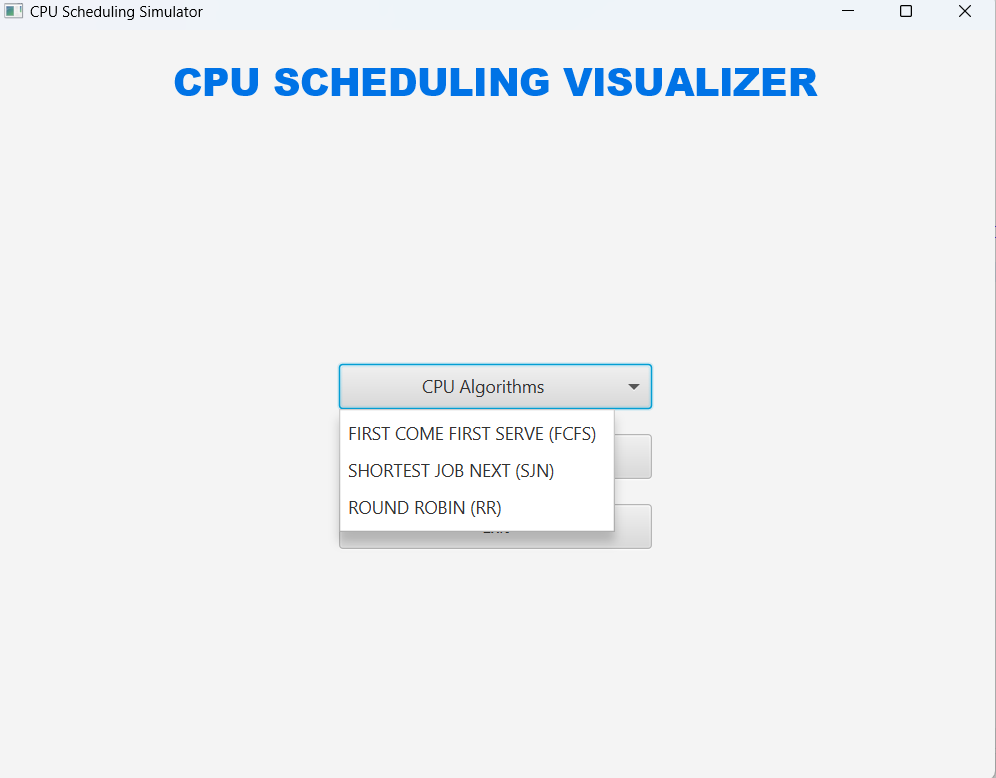 CPU Scheduling Simulator
CPU SCHEDULING VISUALIZER
CPU Algorithms
FIRST COME FIRST SERVE (FCFS)
SHORTEST JOB NEXT (SJN)
ROUND ROBIN (RR)